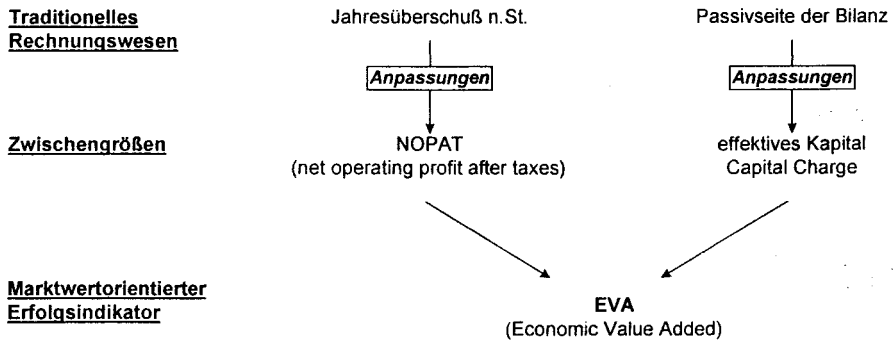 Traditionelles
Rechnungswesen
Jahresüberschuß n.St.
Passivseite der Bilanz
Anpassungen
Anpassungen
Zwischengrößen
NOPAT
(net operating profit after taxes)
effektives Kapital
Capital Charge
Marktwertorientierter
Erfolgsindikator
EVA
(Economic Value Added)